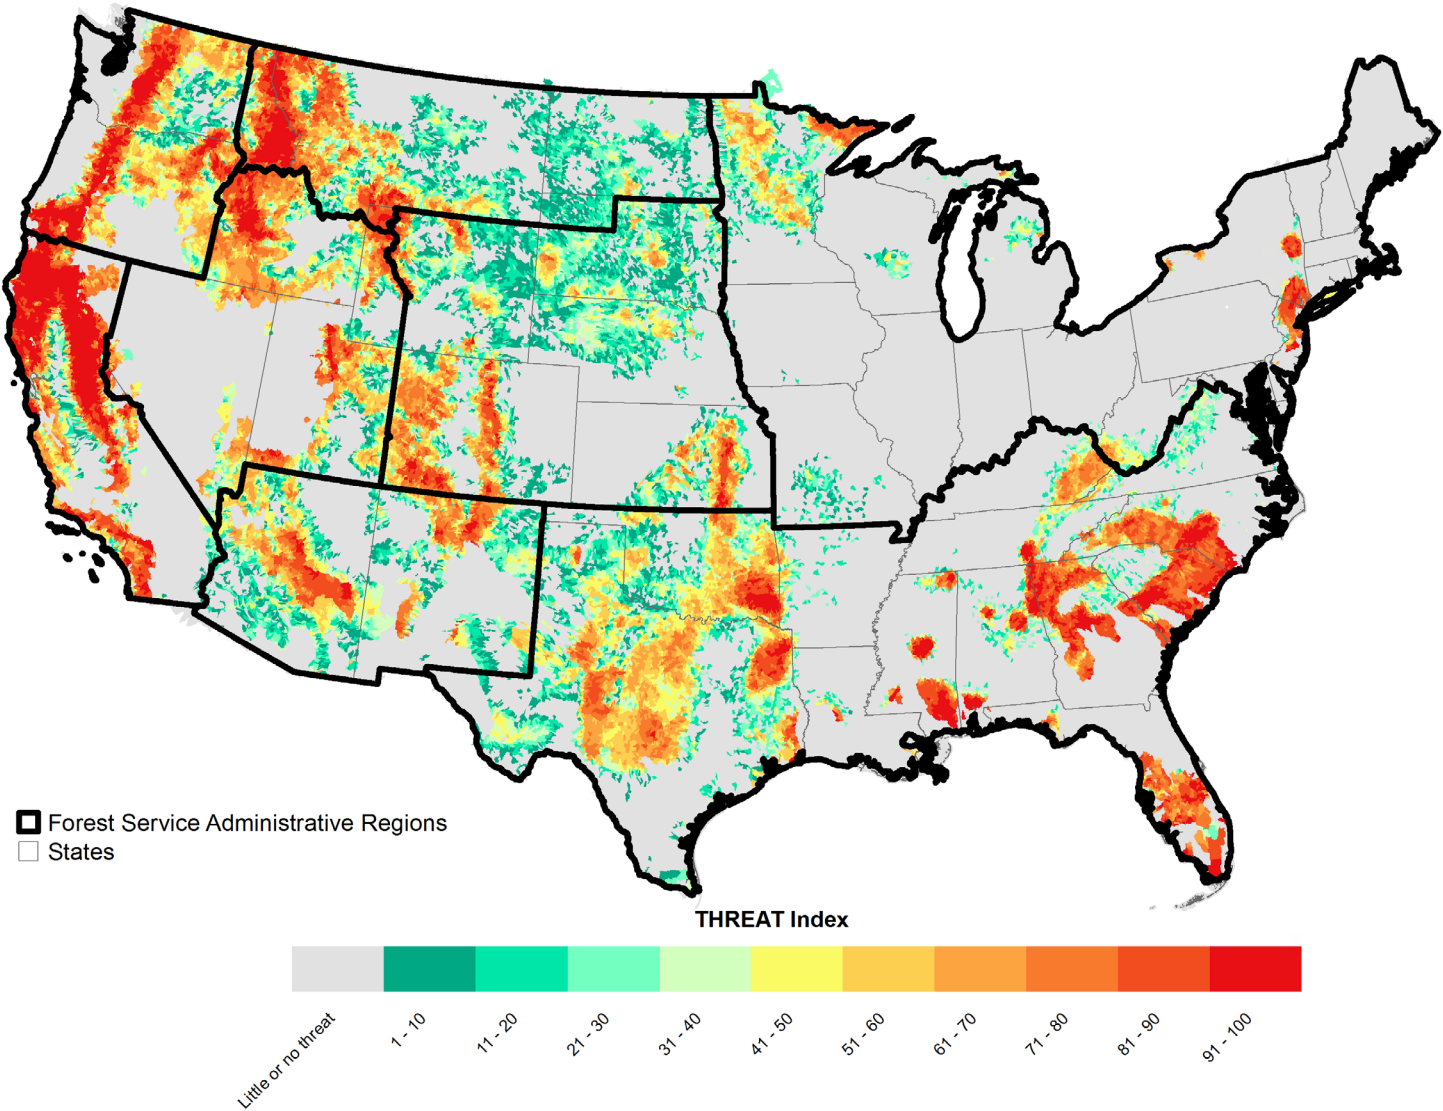 Forest Service Administrative Regions
States
THREAT Index
Little or no threat
1 - 10
11 - 20
21 - 30
31 - 40
41 - 50
51 - 60
61 - 70
71 - 80
81 - 90
91 - 100